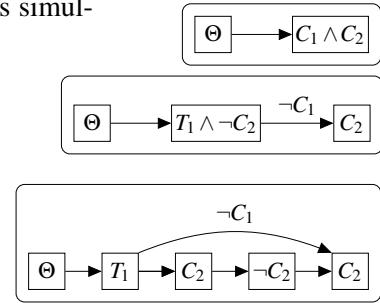 s simul-
Θ C₁ ∧ C₂
¬C₁
Θ T₁ ∧ ¬C₂ C₂
¬C₁
Θ T₁ C₂ ¬C₂ C₂